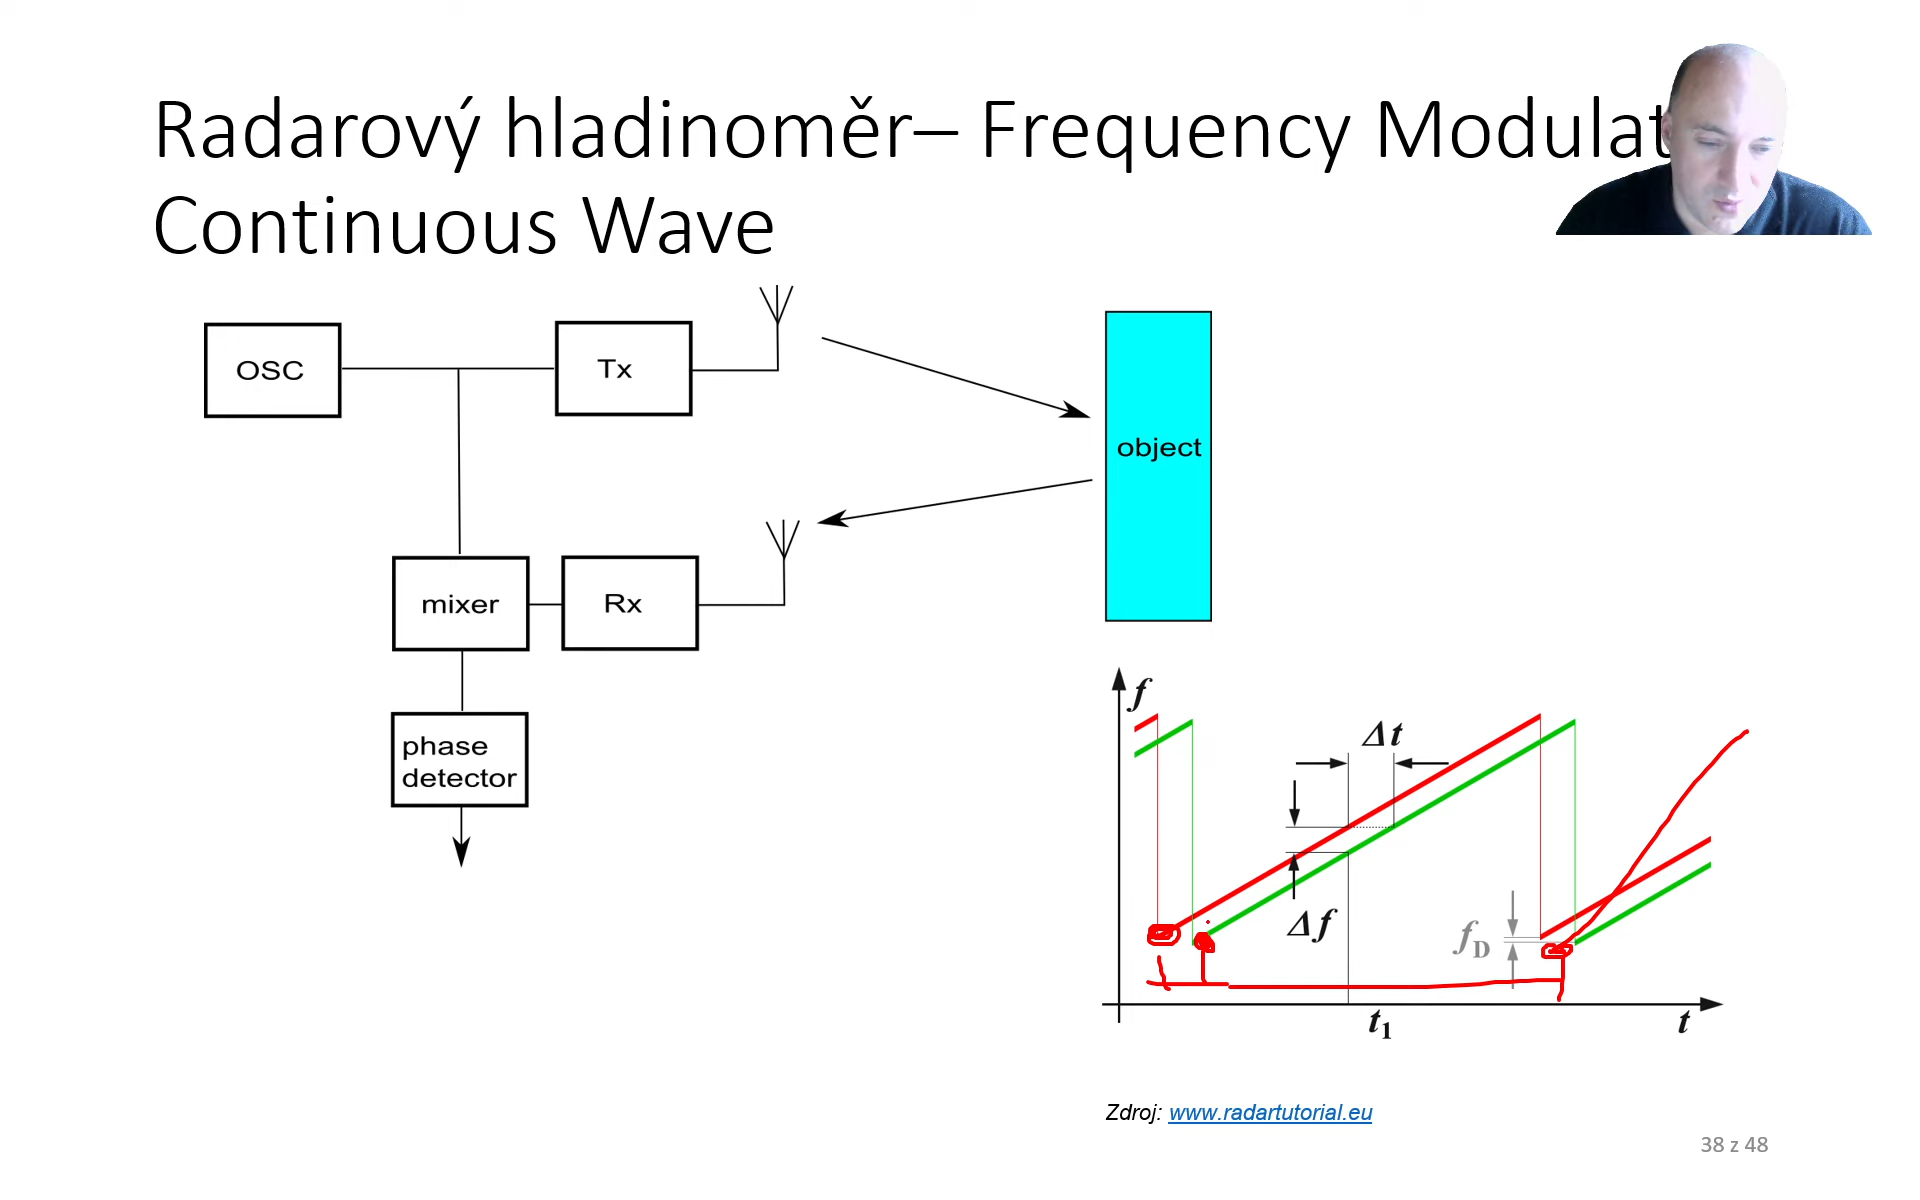 Radarový hladinoměr– Frequency Modulat
Continuous Wave
OSC
Tx
object
mixer
Rx
phase
detector
f
Δt
Δf
fD
t1
t
Zdroj: www.radartutorial.eu
38 z 48